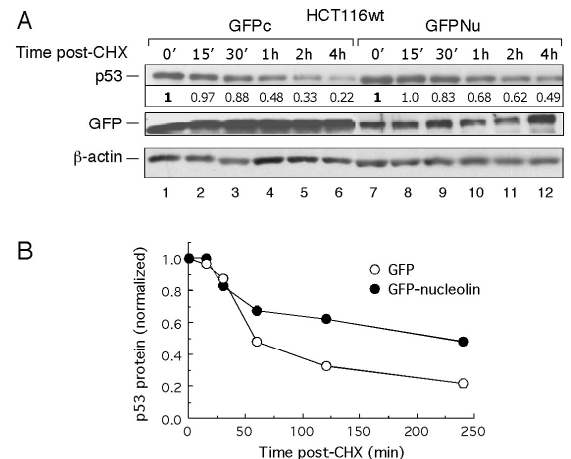 A
HCT116wt
GFPc GFPNu
Time post-CHX 0′ 15′ 30′ 1h 2h 4h 0′ 15′ 30′ 1h 2h 4h
p53
1 0.97 0.88 0.48 0.33 0.22 1 1.0 0.83 0.68 0.62 0.49
GFP
β-actin
1 2 3 4 5 6 7 8 9 10 11 12
B
p53 protein (normalized)
1.0
0.8
0.6
0.4
0.2
0.0
GFP
GFP-nucleolin
0 50 100 150 200 250
Time post-CHX (min)